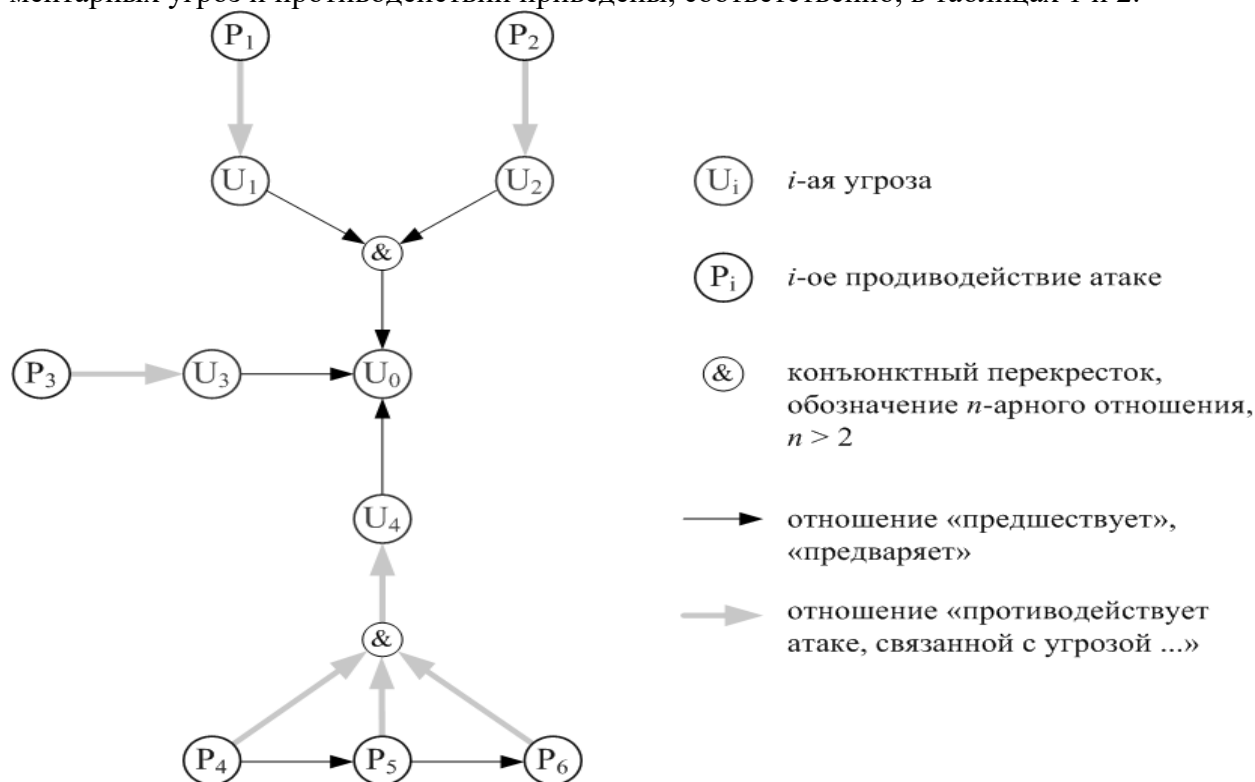 ментарных угроз и противодействий приведены, соответственно, в таблицах 1 и 2.
P1
P2
U1
U2
Ui
i-ая угроза
&
Pi
i-ое продиводействие атаке
P3
U3
U0
&
конъюнктный перекресток,
обозначение n-арного отношения,
n > 2
U4
отношение «предшествует»,
«предваряет»
&
отношение «противодействует
атаке, связанной с угрозой ...»
P4
P5
P6